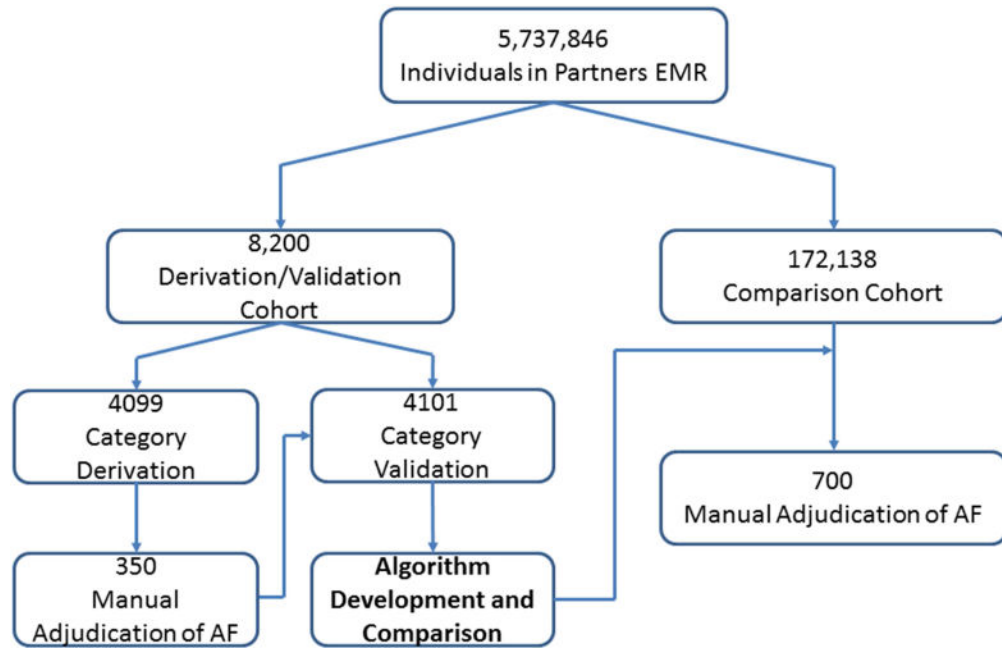 5,737,846
Individuals in Partners EMR
8,200
Derivation/Validation
Cohort
172,138
Comparison Cohort
4099
Category
Derivation
4101
Category
Validation
700
Manual Adjudication of AF
350
Manual
Adjudication of AF
Algorithm
Development and
Comparison